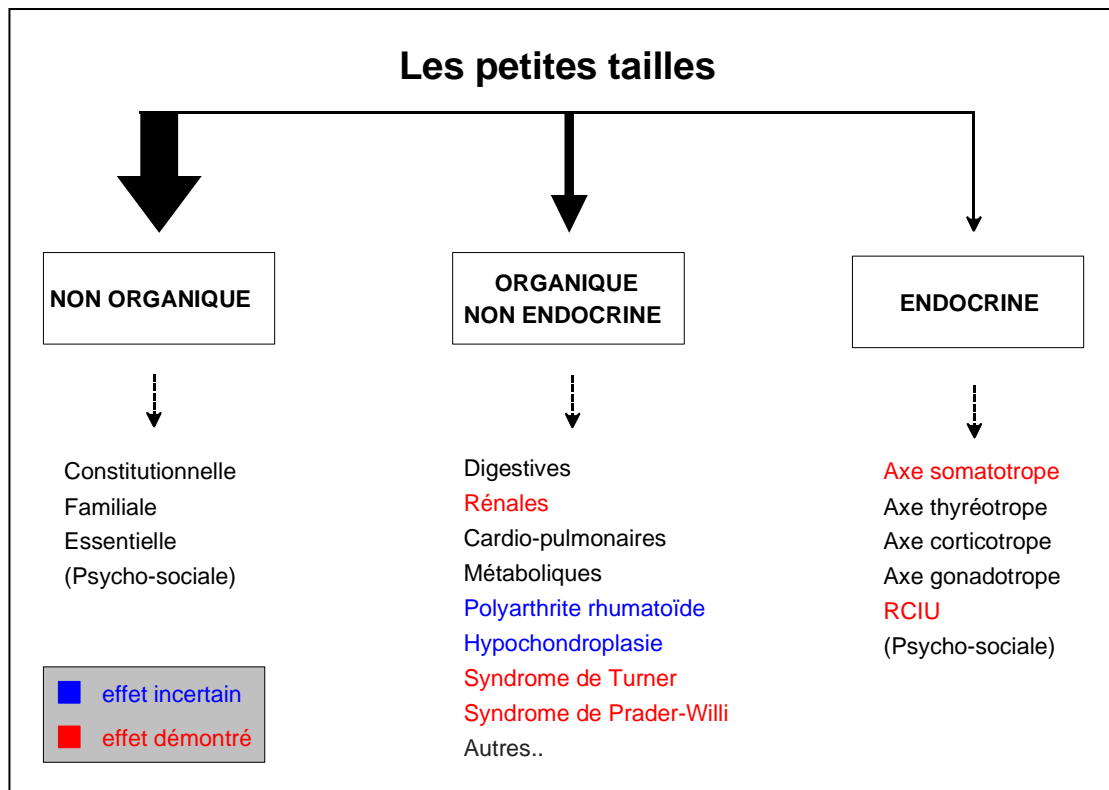 Les petites tailles
NON ORGANIQUE
Constitutionnelle
Familiale
Essentielle
(Psycho-sociale)
ORGANIQUE
NON ENDOCRINE
Digestives
Rénales
Cardio-pulmonaires
Métaboliques
Polyarthrite rhumatoïde
Hypochondroplasie
Syndrome de Turner
Syndrome de Prader-Willi
Autres..
ENDOCRINE
Axe somatotrope
Axe thyréotrope
Axe corticotrope
Axe gonadotrope
RCIU
(Psycho-sociale)
effet incertain
effet démontré